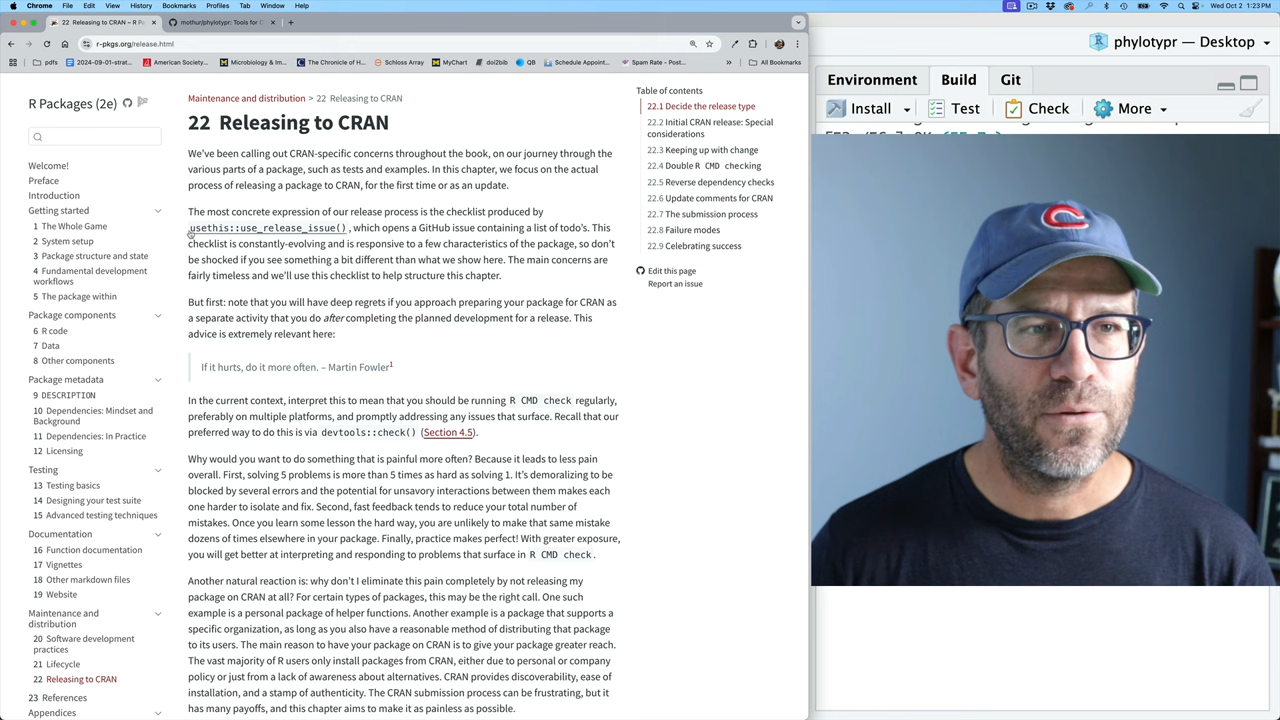 Chrome File Edit View History Bookmarks Profiles Tab Window Help
Wed Oct 2 1:23 PM
22 Releasing to CRAN – R Pa
mothur/phylotypr: Tools for C
r-pkgs.org/release.html
pdfs 2024-09-01-strat... American Society... Microbiology & Im... The Chronicle of H... Schloss Array MyChart doi2bib QB Schedule Appoint... Spam Rate - Post... » All Bookmarks
R Packages (2e)
Welcome!
Preface
Introduction
Getting started
1 The Whole Game
2 System setup
3 Package structure and state
4 Fundamental development
workflows
5 The package within
Package components
6 R code
7 Data
8 Other components
Package metadata
9 DESCRIPTION
10 Dependencies: Mindset and
Background
11 Dependencies: In Practice
12 Licensing
Testing
13 Testing basics
14 Designing your test suite
15 Advanced testing techniques
Documentation
16 Function documentation
17 Vignettes
18 Other markdown files
19 Website
Maintenance and
distribution
20 Software development
practices
21 Lifecycle
22 Releasing to CRAN
23 References
Appendices
Maintenance and distribution > 22 Releasing to CRAN
22 Releasing to CRAN
We've been calling out CRAN-specific concerns throughout the book, on our journey through the
various parts of a package, such as tests and examples. In this chapter, we focus on the actual
process of releasing a package to CRAN, for the first time or as an update.
The most concrete expression of our release process is the checklist produced by
usethis::use_release_issue(), which opens a GitHub issue containing a list of todo's. This
checklist is constantly-evolving and is responsive to a few characteristics of the package, so don't
be shocked if you see something a bit different than what we show here. The main concerns are
fairly timeless and we'll use this checklist to help structure this chapter.
But first: note that you will have deep regrets if you approach preparing your package for CRAN as
a separate activity that you do after completing the planned development for a release. This
advice is extremely relevant here:
If it hurts, do it more often. – Martin Fowler1
In the current context, interpret this to mean that you should be running R CMD check regularly,
preferably on multiple platforms, and promptly addressing any issues that surface. Recall that our
preferred way to do this is via devtools::check() (Section 4.5).
Why would you want to do something that is painful more often? Because it leads to less pain
overall. First, solving 5 problems is more than 5 times as hard as solving 1. It's demoralizing to be
blocked by several errors and the potential for unsavory interactions between them makes each
one harder to isolate and fix. Second, fast feedback tends to reduce your total number of
mistakes. Once you learn some lesson the hard way, you are unlikely to make that same mistake
dozens of times elsewhere in your package. Finally, practice makes perfect! With greater exposure,
you will get better at interpreting and responding to problems that surface in R CMD check.
Another natural reaction is: why don't I eliminate this pain completely by not releasing my
package on CRAN at all? For certain types of packages, this may be the right call. One such
example is a personal package of helper functions. Another example is a package that supports a
specific organization, as long as you also have a reasonable method of distributing that package
to its users. The main reason to have your package on CRAN is to give your package greater reach.
The vast majority of R users only install packages from CRAN, either due to personal or company
policy or just from a lack of awareness about alternatives. CRAN provides discoverability, ease of
installation, and a stamp of authenticity. The CRAN submission process can be frustrating, but it
has many payoffs, and this chapter aims to make it as painless as possible.
Table of contents
22.1 Decide the release type
22.2 Initial CRAN release: Special
considerations
22.3 Keeping up with change
22.4 Double R CMD checking
22.5 Reverse dependency checks
22.6 Update comments for CRAN
22.7 The submission process
22.8 Failure modes
22.9 Celebrating success
Edit this page
Report an issue
phylotypr — Desktop
Environment Build Git
Install Test Check More